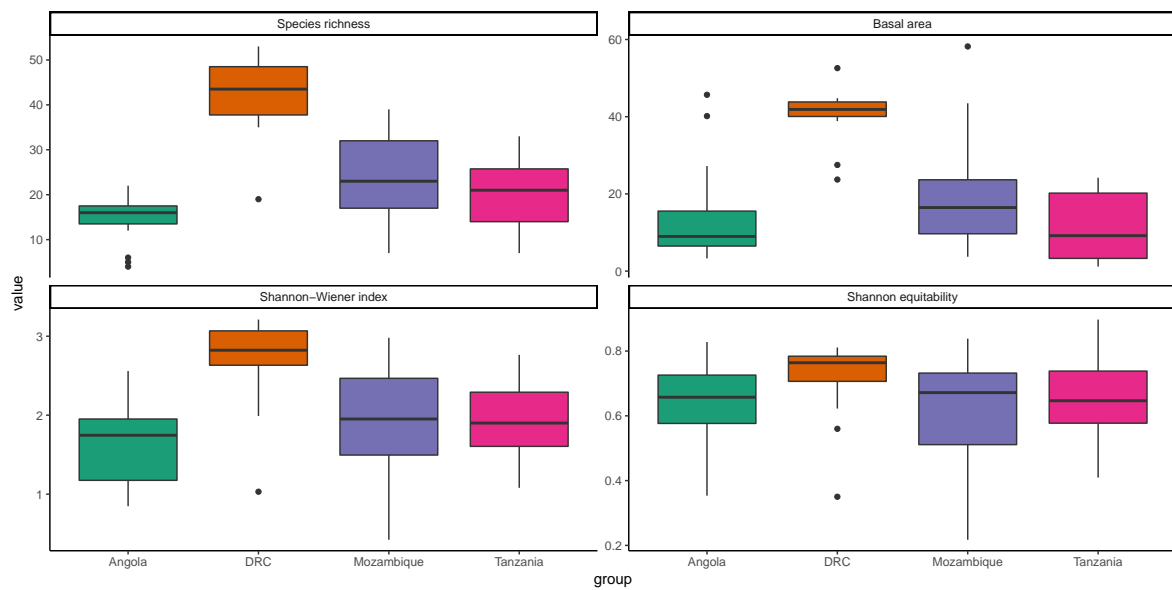 Species richness
Basal area
50
40
30
20
10
60
40
20
0
value
Shannon−Wiener index
Shannon equitability
3
2
1
0.8
0.6
0.4
0.2
Angola
DRC
Mozambique
Tanzania
Angola
DRC
Mozambique
Tanzania
group